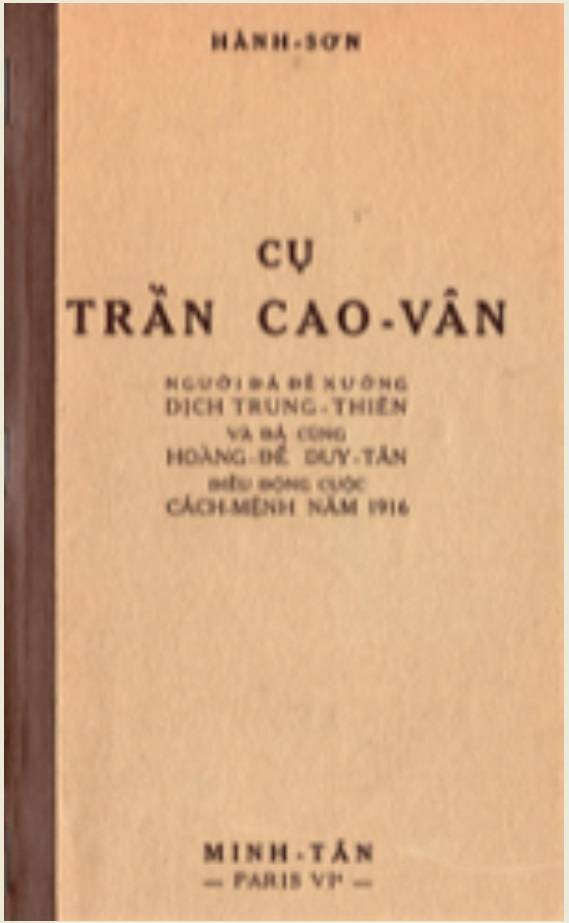 HÀNH-SƠN
CỤ
TRẦN CAO-VÂN
NGƯỜI ĐÃ ĐỀ XƯỚNG
DỊCH TRUNG-THIÊN
VÀ ĐÃ CÙNG
HOÀNG-ĐẾ DUY-TÂN
ĐIỀU ĐỘNG CUỘC
CÁCH-MỆNH NĂM 1916
MINH-TÂN
— PARIS VIᵉ —